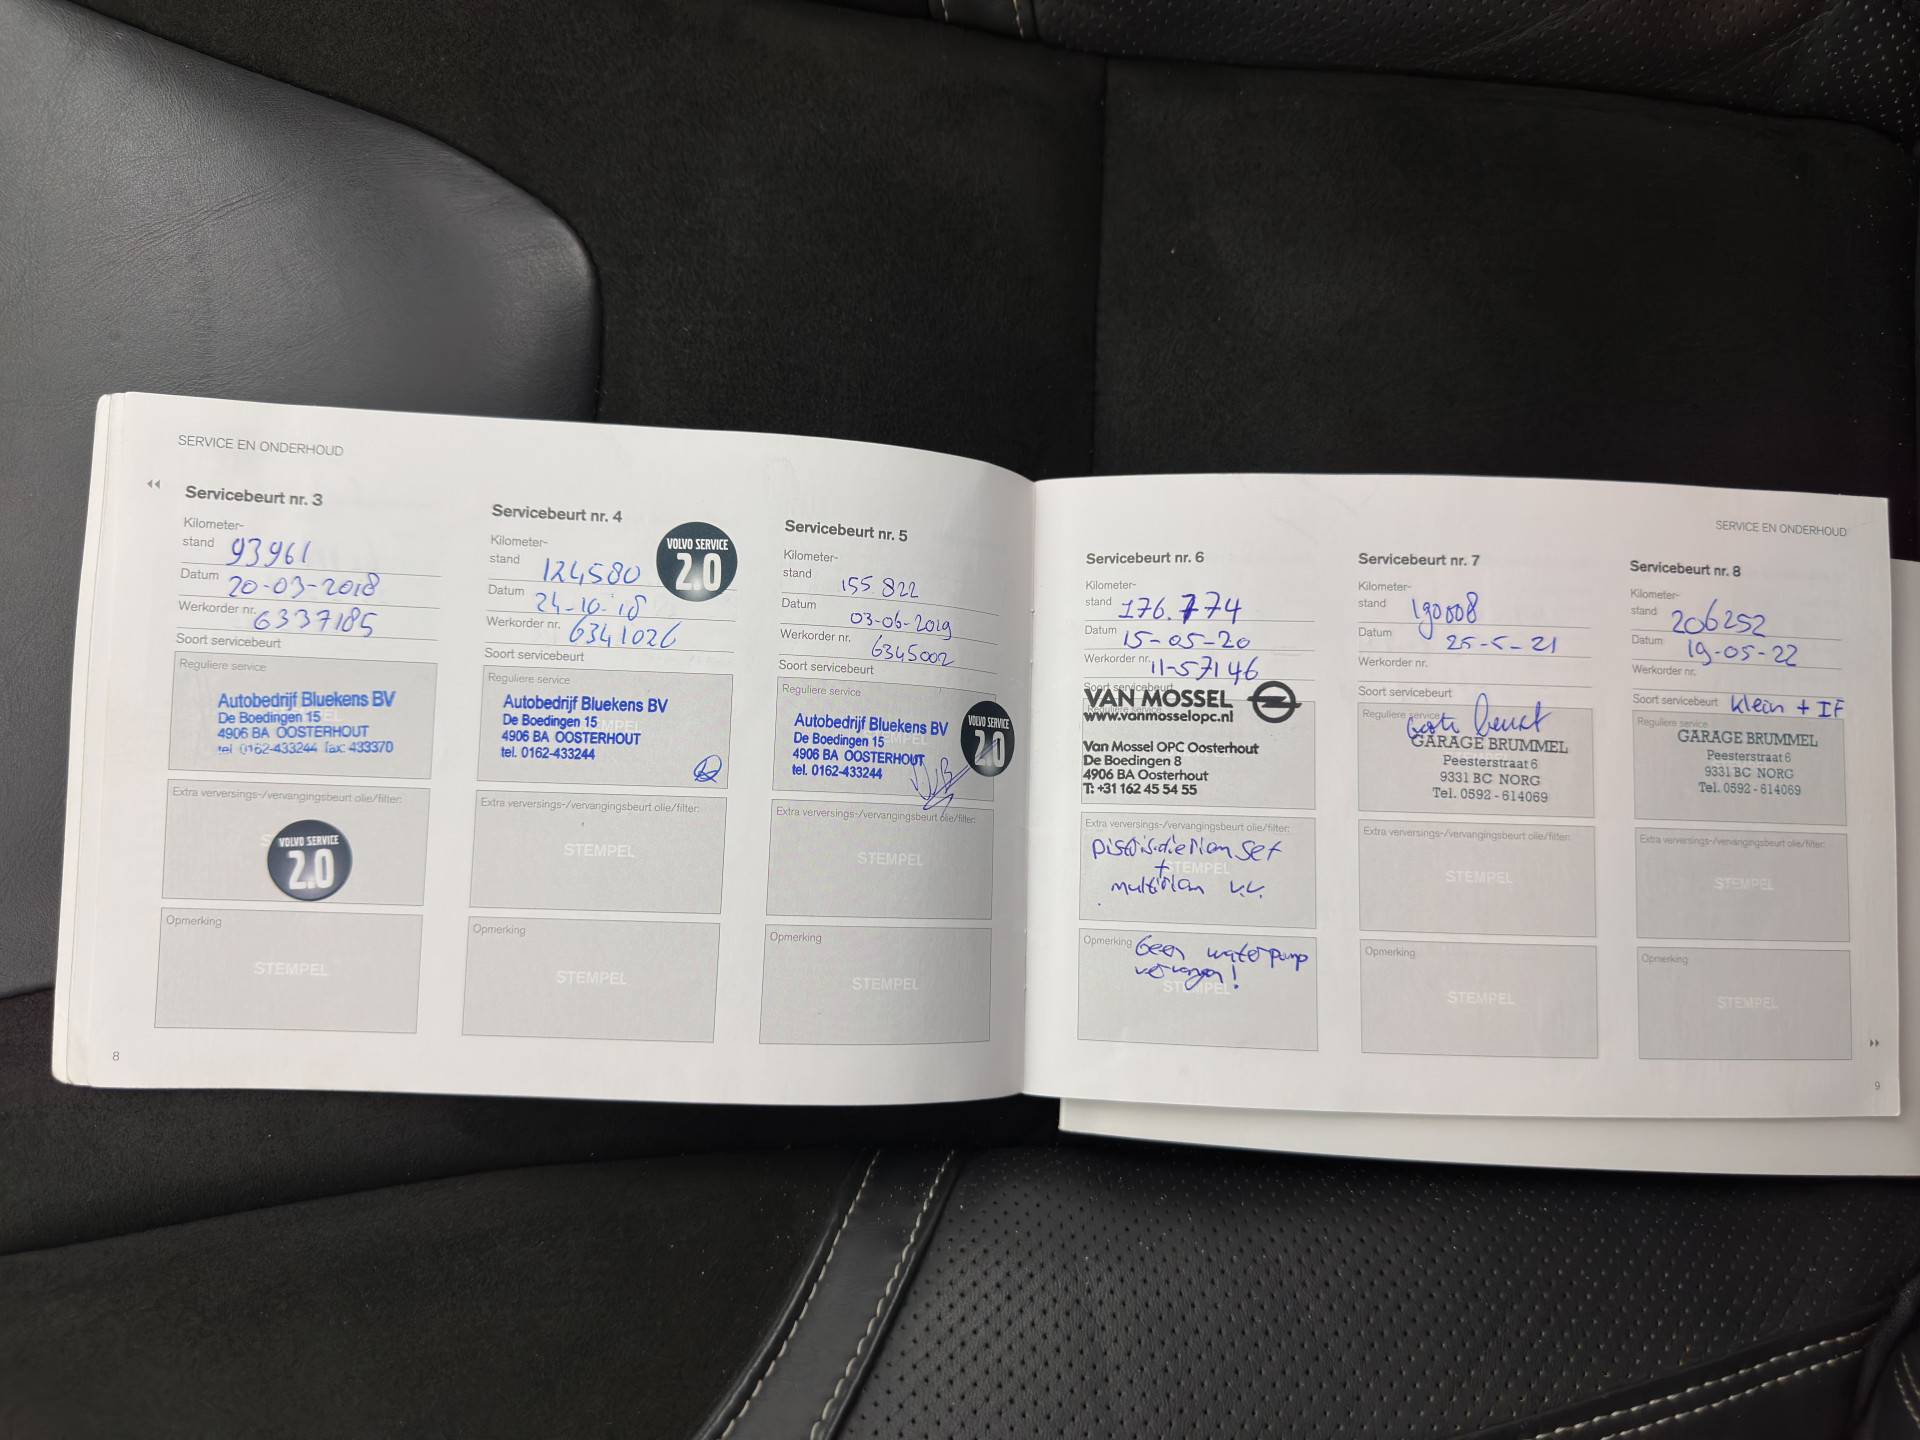 SERVICE EN ONDERHOUD
Servicebeurt nr. 3
Kilometer-
stand 93961
Datum 20-03-2018
Werkorder nr. 6337185
Soort servicebeurt
Reguliere service
Autobedrijf Bluekens BV
De Boedingen 15
4906 BA OOSTERHOUT
tel. 0162-433244 fax: 433370
Extra verversings-/vervangingsbeurt olie/filter:
VOLVO SERVICE
2.0
Opmerking
STEMPEL
8
Servicebeurt nr. 4
Kilometer-
stand 124580
VOLVO SERVICE
2.0
Datum 24-10-18
Werkorder nr. 6341026
Soort servicebeurt
Reguliere service
Autobedrijf Bluekens BV
De Boedingen 15
4906 BA OOSTERHOUT
tel. 0162-433244
Extra verversings-/vervangingsbeurt olie/filter:
STEMPEL
Opmerking
STEMPEL
Servicebeurt nr. 5
Kilometer-
stand 155.822
Datum 03-06-2019
Werkorder nr. 6345002
Soort servicebeurt
Reguliere service
Autobedrijf Bluekens BV
De Boedingen 15
4906 BA OOSTERHOUT
tel. 0162-433244
VOLVO SERVICE
2.0
Extra verversings-/vervangingsbeurt olie/filter:
STEMPEL
Opmerking
STEMPEL
SERVICE EN ONDERHOUD
Servicebeurt nr. 6
Kilometer-
stand 176.774
Datum 15-05-20
Werkorder nr. 11-57146
Soort servicebeurt
Reguliere service
VAN MOSSEL
www.vanmosselopc.nl
Van Mossel OPC Oosterhout
De Boedingen 8
4906 BA Oosterhout
T: +31 162 45 54 55
Extra verversings-/vervangingsbeurt olie/filter:
set
+
STEMPEL
v.v.
Opmerking Geen waterpomp
vervangen!
STEMPEL
Servicebeurt nr. 7
Kilometer-
stand 190008
Datum 25-5-21
Werkorder nr.
Soort servicebeurt
Reguliere service
beurt
GARAGE BRUMMEL
Peesterstraat 6
9331 BC NORG
Tel. 0592 - 614069
Extra verversings-/vervangingsbeurt olie/filter:
STEMPEL
Opmerking
STEMPEL
Servicebeurt nr. 8
Kilometer-
stand 206252
Datum 19-05-22
Werkorder nr.
Soort servicebeurt klein + IF
Reguliere service
GARAGE BRUMMEL
Peesterstraat 6
9331 BC NORG
Tel. 0592 - 614069
Extra verversings-/vervangingsbeurt olie/filter:
STEMPEL
Opmerking
STEMPEL
9